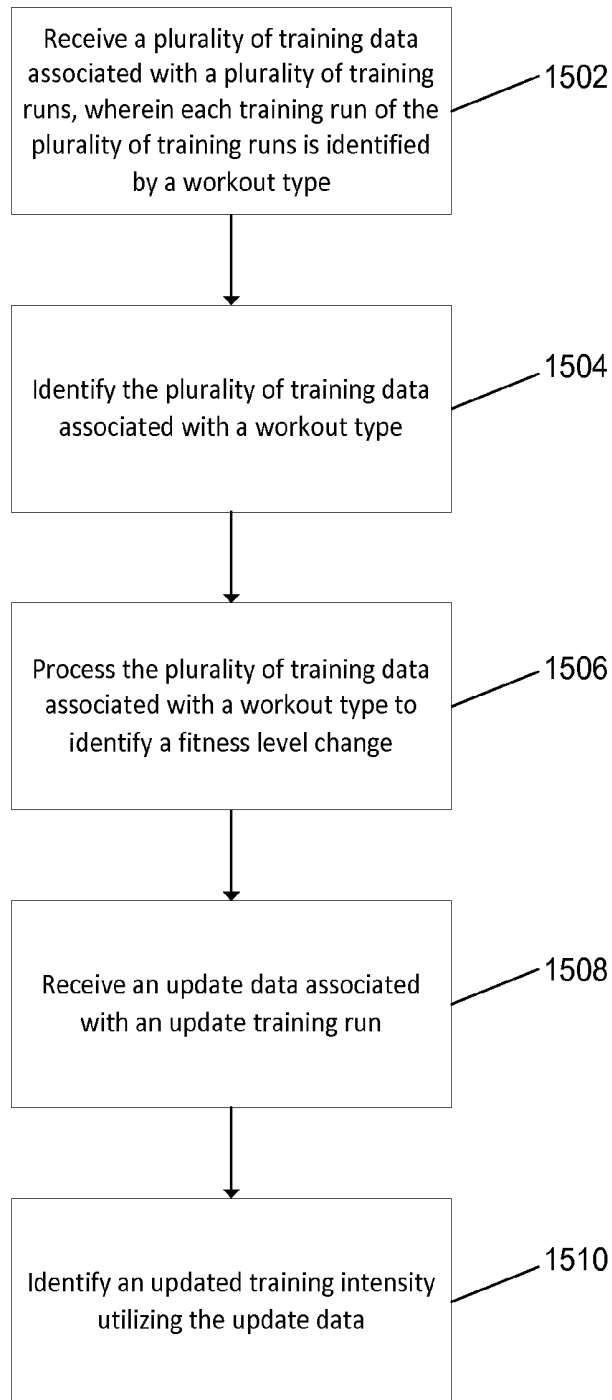 Receive a plurality of training data
associated with a plurality of training
runs, wherein each training run of the
plurality of training runs is identified
by a workout type
1502
Identify the plurality of training data
associated with a workout type
1504
Process the plurality of training data
associated with a workout type to
identify a fitness level change
1506
Receive an update data associated
with an update training run
1508
Identify an updated training intensity
utilizing the update data
1510